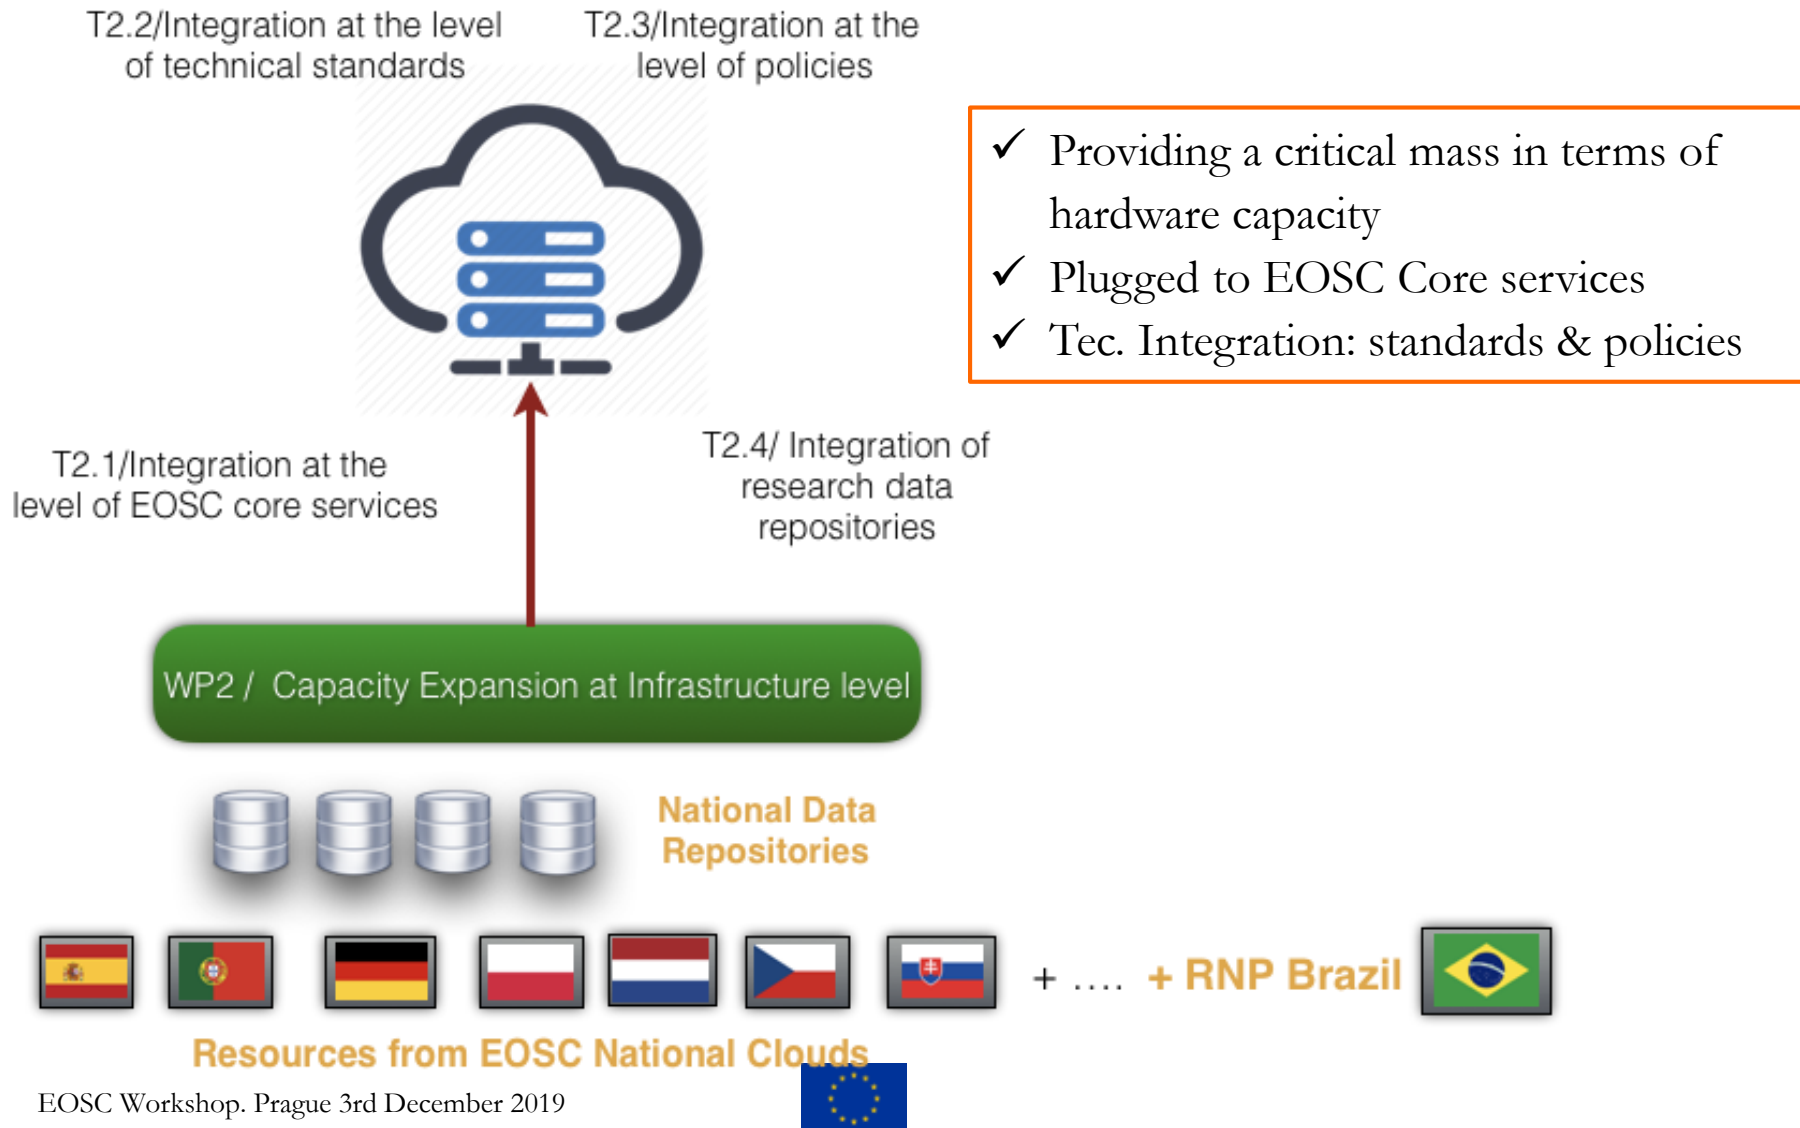 T2.2/Integration at the level
of technical standards
T2.3/Integration at the
level of policies
✓ Providing a critical mass in terms of
hardware capacity
✓ Plugged to EOSC Core services
✓ Tec. Integration: standards & policies
T2.1/Integration at the
level of EOSC core services
T2.4/ Integration of
research data
repositories
WP2 / Capacity Expansion at Infrastructure level
National Data
Repositories
+ .... + RNP Brazil
Resources from EOSC National Clouds
EOSC Workshop. Prague 3rd December 2019